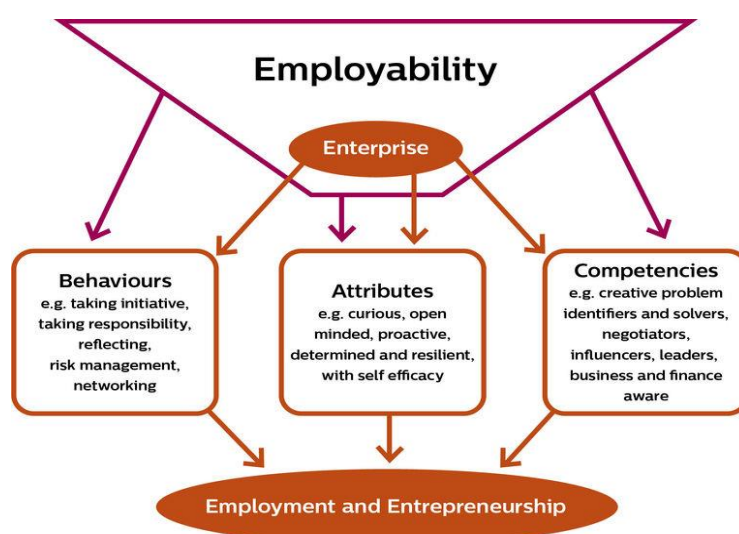 Employability
Enterprise
Behaviours
e.g. taking initiative,
taking responsibility,
reflecting,
risk management,
networking
Attributes
e.g. curious, open
minded, proactive,
determined and resilient,
with self efficacy
Competencies
e.g. creative problem
identifiers and solvers,
negotiators,
influencers, leaders,
business and finance
aware
Employment and Entrepreneurship